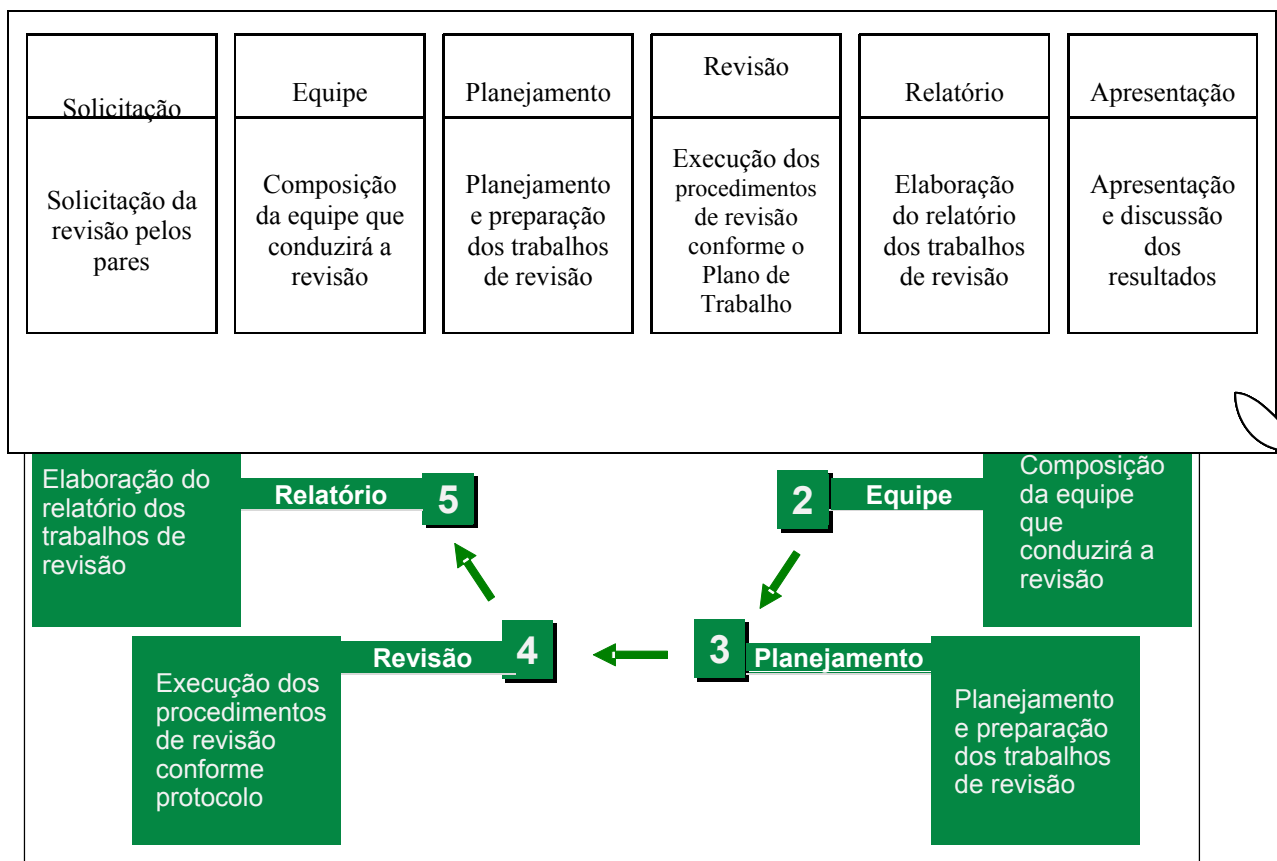 Solicitação
Solicitação da
revisão pelos
pares
Equipe
Composição
da equipe que
conduzirá a
revisão
Planejamento
Planejamento
e preparação
dos trabalhos
de revisão
Revisão
Execução dos
procedimentos
de revisão
conforme o
Plano de
Trabalho
Relatório
Elaboração
do relatório
dos trabalhos
de revisão
Apresentação
Apresentação
e discussão
dos
resultados
Elaboração do
relatório dos
trabalhos de
revisão
Relatório
5
2
Equipe
Composição
da equipe
que
conduzirá a
revisão
Execução dos
procedimentos
de revisão
conforme
protocolo
Revisão
4
3
Planejamento
Planejamento
e preparação
dos trabalhos
de revisão